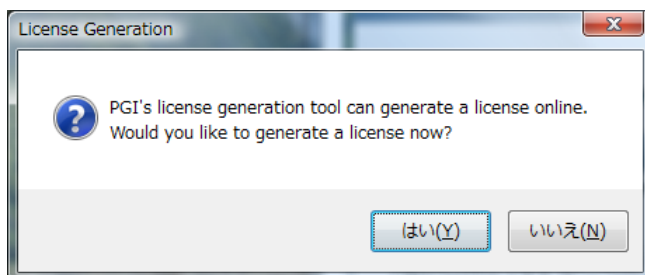 License Generation
PGI's license generation tool can generate a license online.
Would you like to generate a license now?
はい(Y)
いいえ(N)